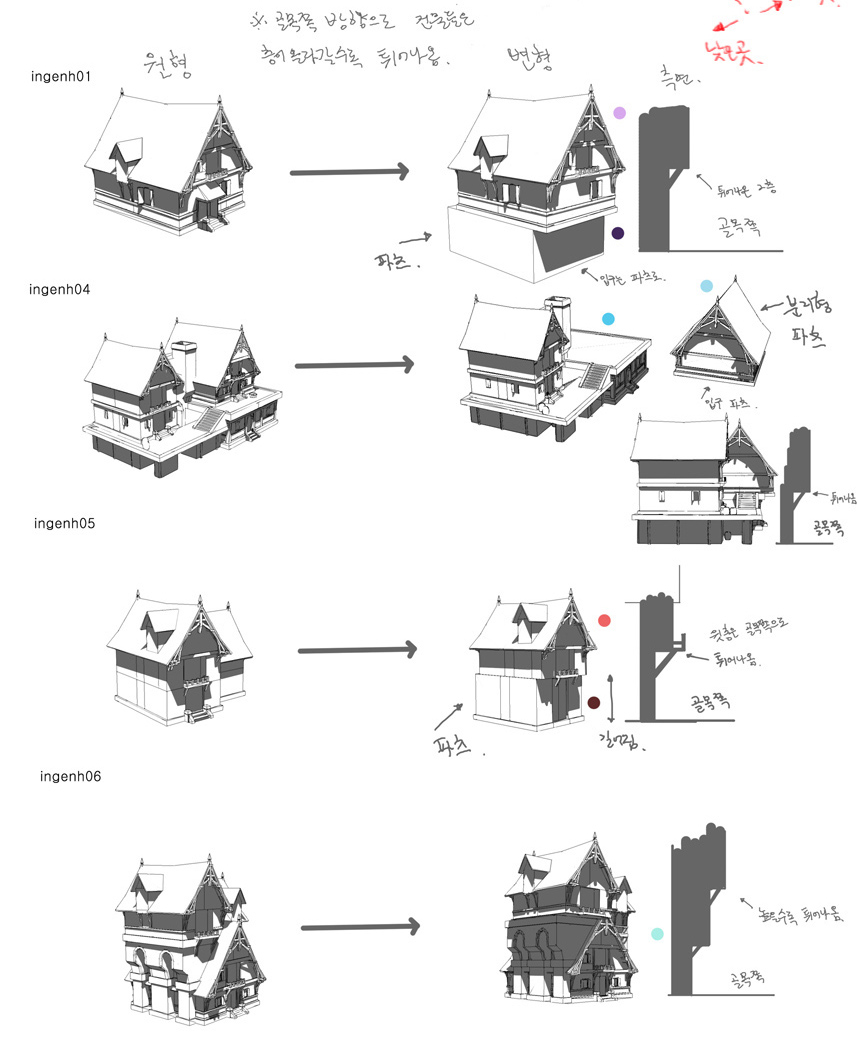 ※ 골목쪽 방향으로 건물들은
층이 올라갈수록 튀어나옴.
낮은곳.
ingenh01
원형
변형
측면.
튀어나온 2층
골목쪽
파츠.
입구는 파츠로.
ingenh04
분리형
파츠
입구 파츠.
튀어나옴
골목쪽
ingenh05
윗층은 골목쪽으로
튀어나옴.
골목쪽
파츠.
길어짐.
ingenh06
높을수록 튀어나옴.
골목쪽